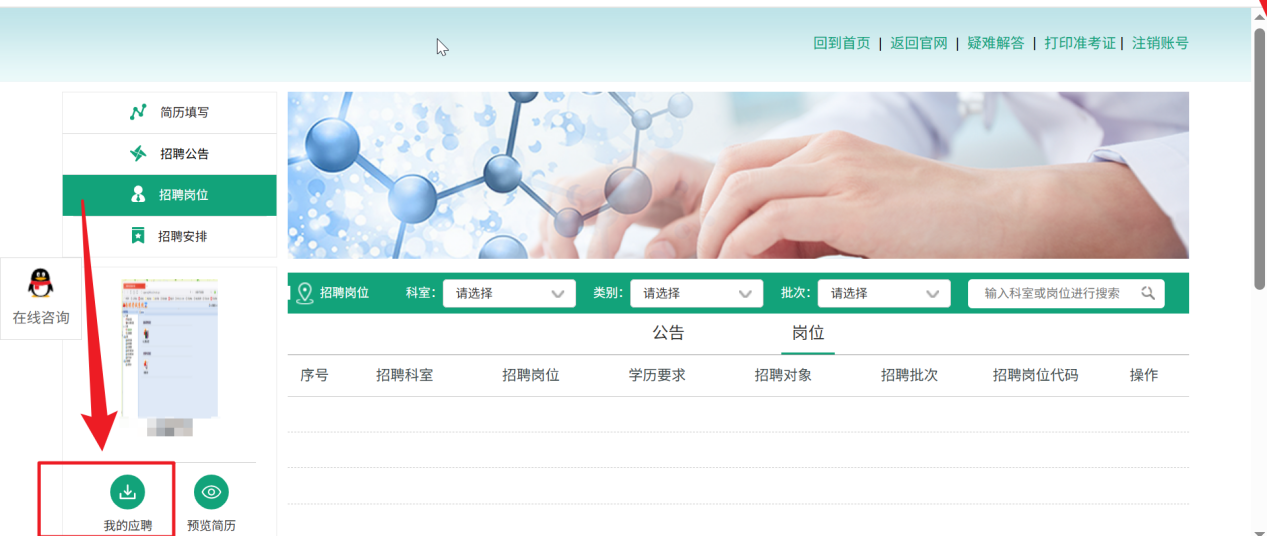 回到首页 | 返回官网 | 疑难解答 | 打印准考证 | 注销账号
简历填写
招聘公告
招聘岗位
招聘安排
在线咨询
我的应聘
预览简历
招聘岗位 科室： 请选择 类别： 请选择 批次： 请选择 输入科室或岗位进行搜索
公告 岗位
序号 招聘科室 招聘岗位 学历要求 招聘对象 招聘批次 招聘岗位代码 操作